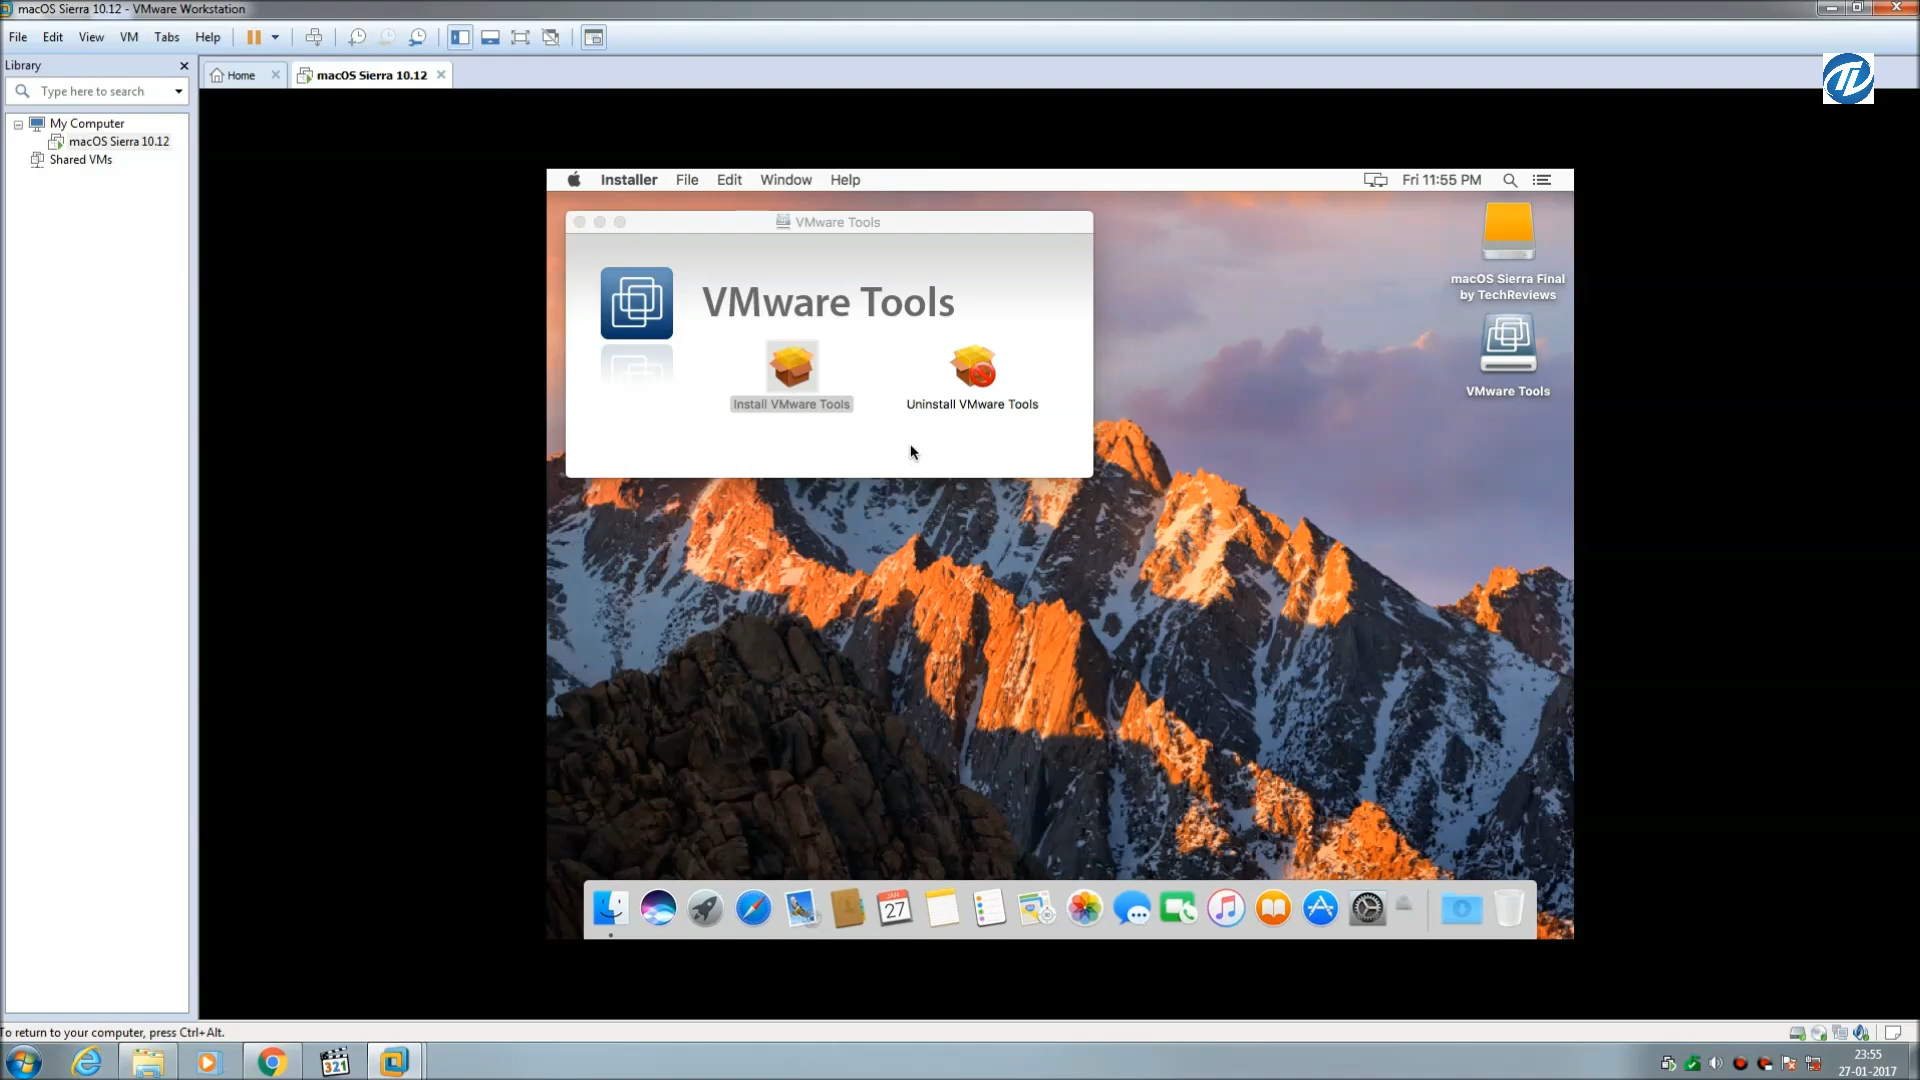 macOS Sierra 10.12 - VMware Workstation
File Edit View VM Tabs Help
Library
Type here to search
Home
macOS Sierra 10.12
My Computer
macOS Sierra 10.12
Shared VMs
Installer File Edit Window Help
Fri 11:55 PM
VMware Tools
VMware Tools
Install VMware Tools
Uninstall VMware Tools
macOS Sierra Final
by TechReviews
VMware Tools
JAN
27
321
To return to your computer, press Ctrl+Alt.
23:55
27-01-2017